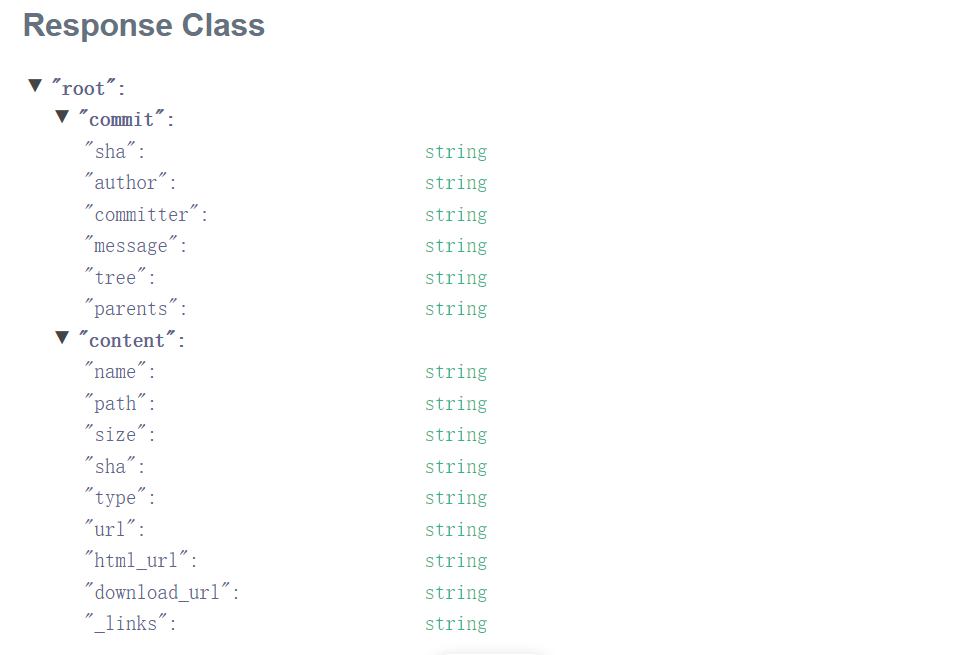 Response Class
▼ "root":
▼ "commit":
"sha": string
"author": string
"committer": string
"message": string
"tree": string
"parents": string
▼ "content":
"name": string
"path": string
"size": string
"sha": string
"type": string
"url": string
"html_url": string
"download_url": string
"_links": string